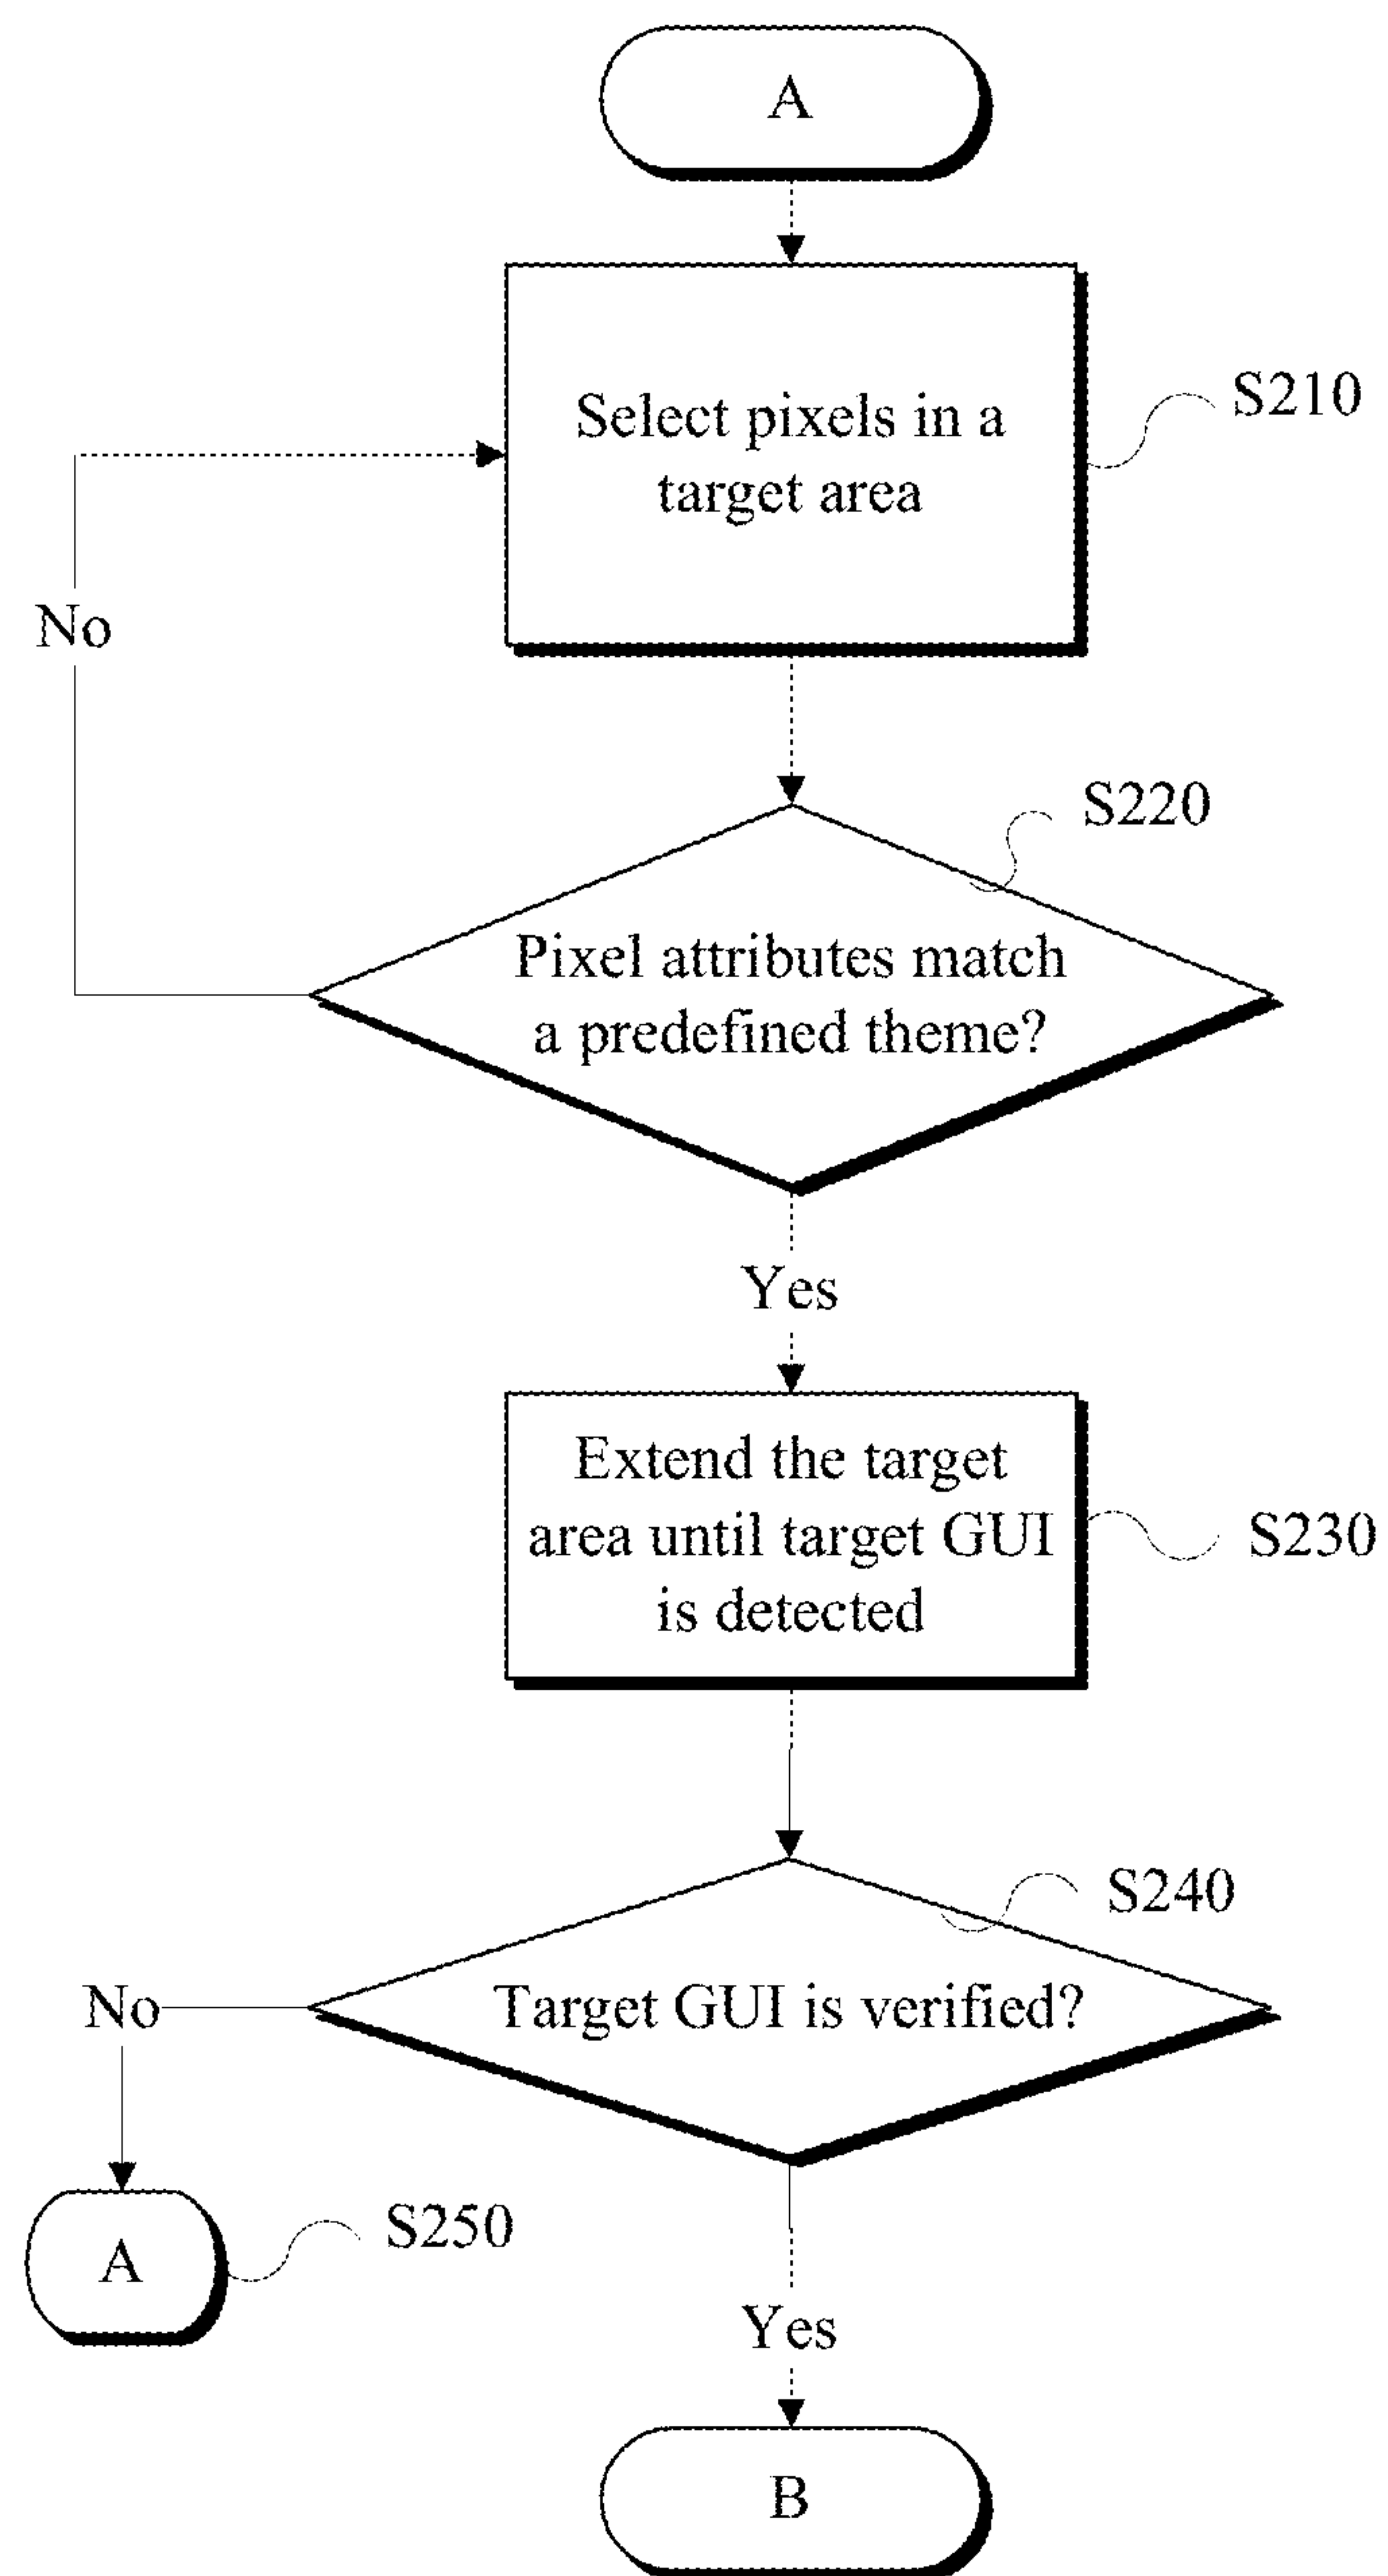 A
Select pixels in a
target area
S210
No
S220
Pixel attributes match
a predefined theme?
Yes
Extend the target
area until target GUI
is detected
S230
S240
Target GUI is verified?
No
A
S250
Yes
B